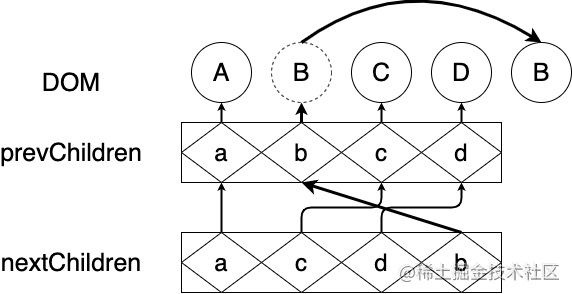 DOM A B C D B
prevChildren a b c d
nextChildren a c d b
@稀土掘金技术社区